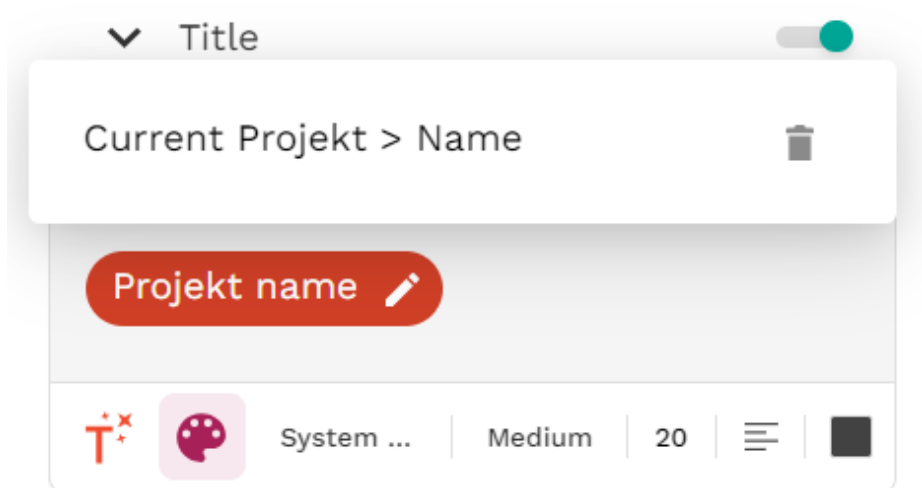 Title
Current Projekt > Name
Projekt name
System ... Medium 20